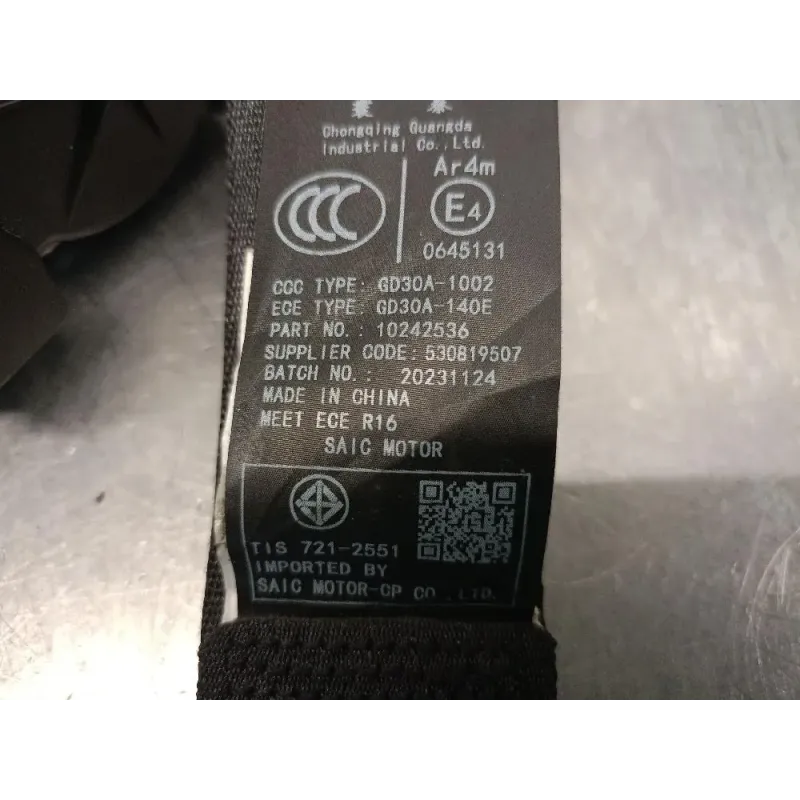 Chongqing Guangda
Industrial Co.,Ltd.
CCC
Ar4m
E4
0645131
CCC TYPE: GD30A-1002
ECE TYPE: GD30A-140E
PART NO.: 10242536
SUPPLIER CODE: 530819507
BATCH NO.: 20231124
MADE IN CHINA
MEET ECE R16
SAIC MOTOR
TIS 721-2551
IMPORTED BY
SAIC MOTOR-CP CO.,LTD.